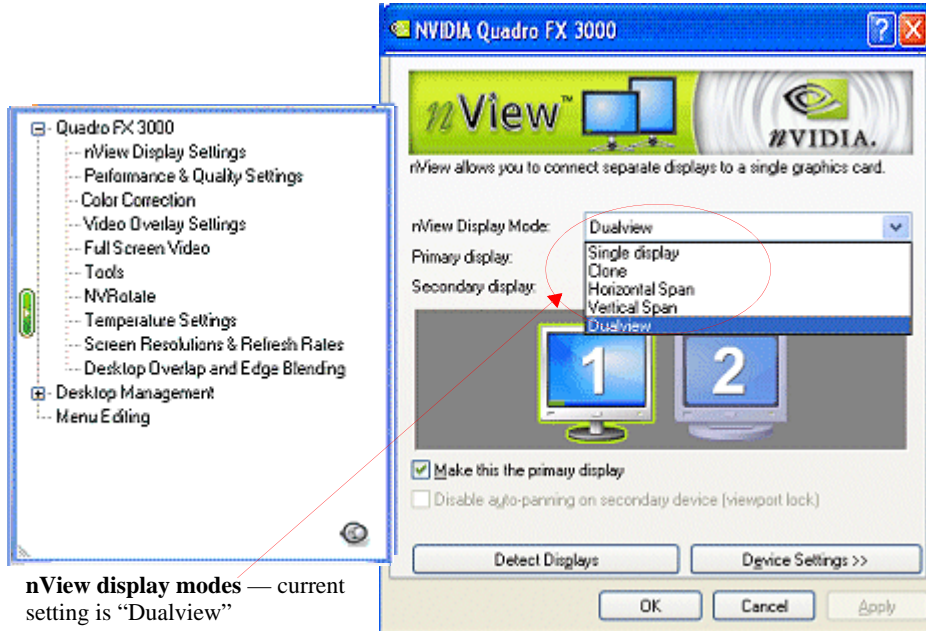 NVIDIA Quadro FX 3000
nView™
nVIDIA.
nView allows you to connect separate displays to a single graphics card.
nView Display Mode:
Dualview
Primary display:
Secondary display:
Single display
Clone
Horizontal Span
Vertical Span
Dualview
1
2
Make this the primary display
Disable auto-panning on secondary device (viewport lock)
Detect Displays
Device Settings >>
OK
Cancel
Apply
Quadro FX 3000
nView Display Settings
Performance & Quality Settings
Color Correction
Video Overlay Settings
Full Screen Video
Tools
NVRotate
Temperature Settings
Screen Resolutions & Refresh Rates
Desktop Overlap and Edge Blending
Desktop Management
Menu Editing
nView display modes — current
setting is “Dualview”